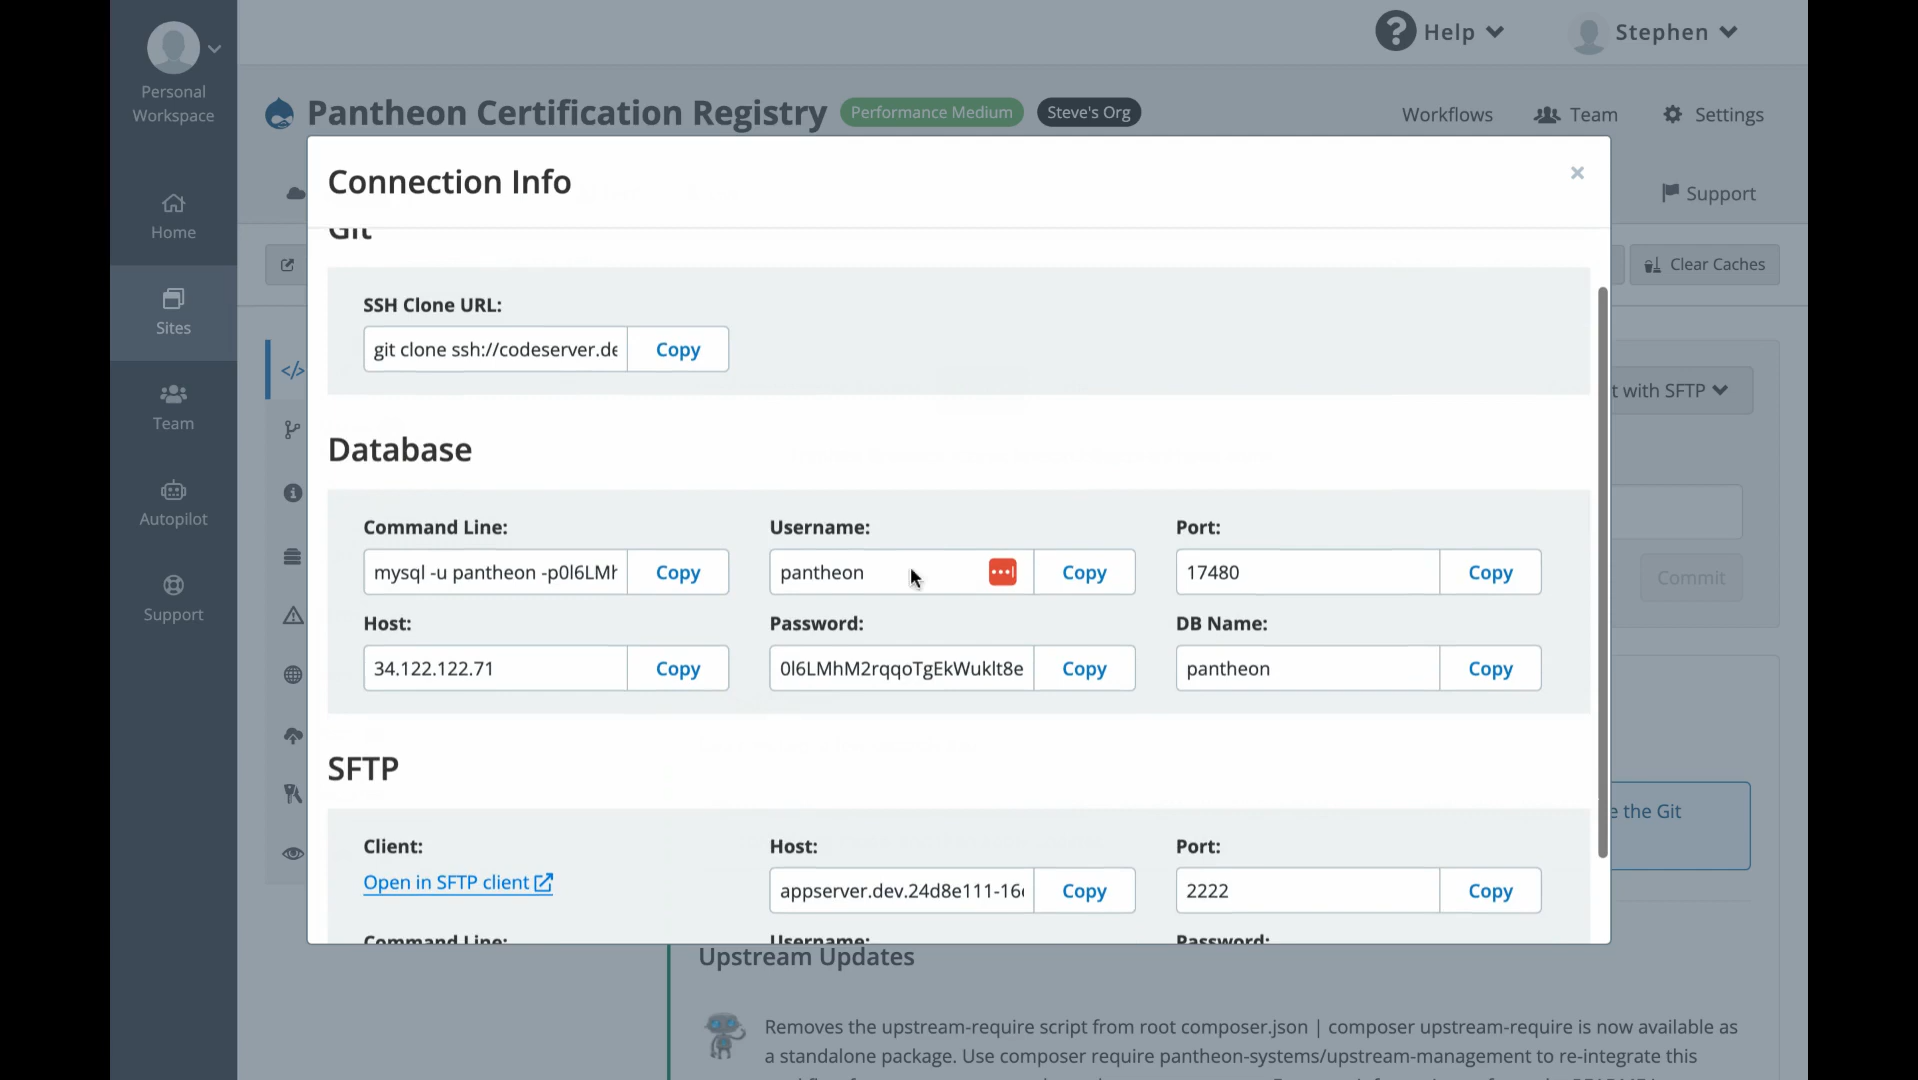 Help
Stephen
Personal
Workspace
Pantheon Certification Registry
Performance Medium
Steve's Org
Workflows
Team
Settings
Connection Info
×
Support
Home
Git
Clear Caches
SSH Clone URL:
Sites
git clone ssh://codeserver.de
Copy
t with SFTP
Team
Database
Command Line:
Username:
Port:
Autopilot
mysql -u pantheon -p0l6LMh
Copy
pantheon
Copy
17480
Copy
Commit
Support
Host:
Password:
DB Name:
34.122.122.71
Copy
0l6LMhM2rqqoTgEkWuklt8e
Copy
pantheon
Copy
SFTP
e the Git
Client:
Host:
Port:
Open in SFTP client
appserver.dev.24d8e111-16
Copy
2222
Copy
Command Line:
Username:
Password:
Upstream Updates
Removes the upstream-require script from root composer.json | composer upstream-require is now available as
a standalone package. Use composer require pantheon-systems/upstream-management to re-integrate this